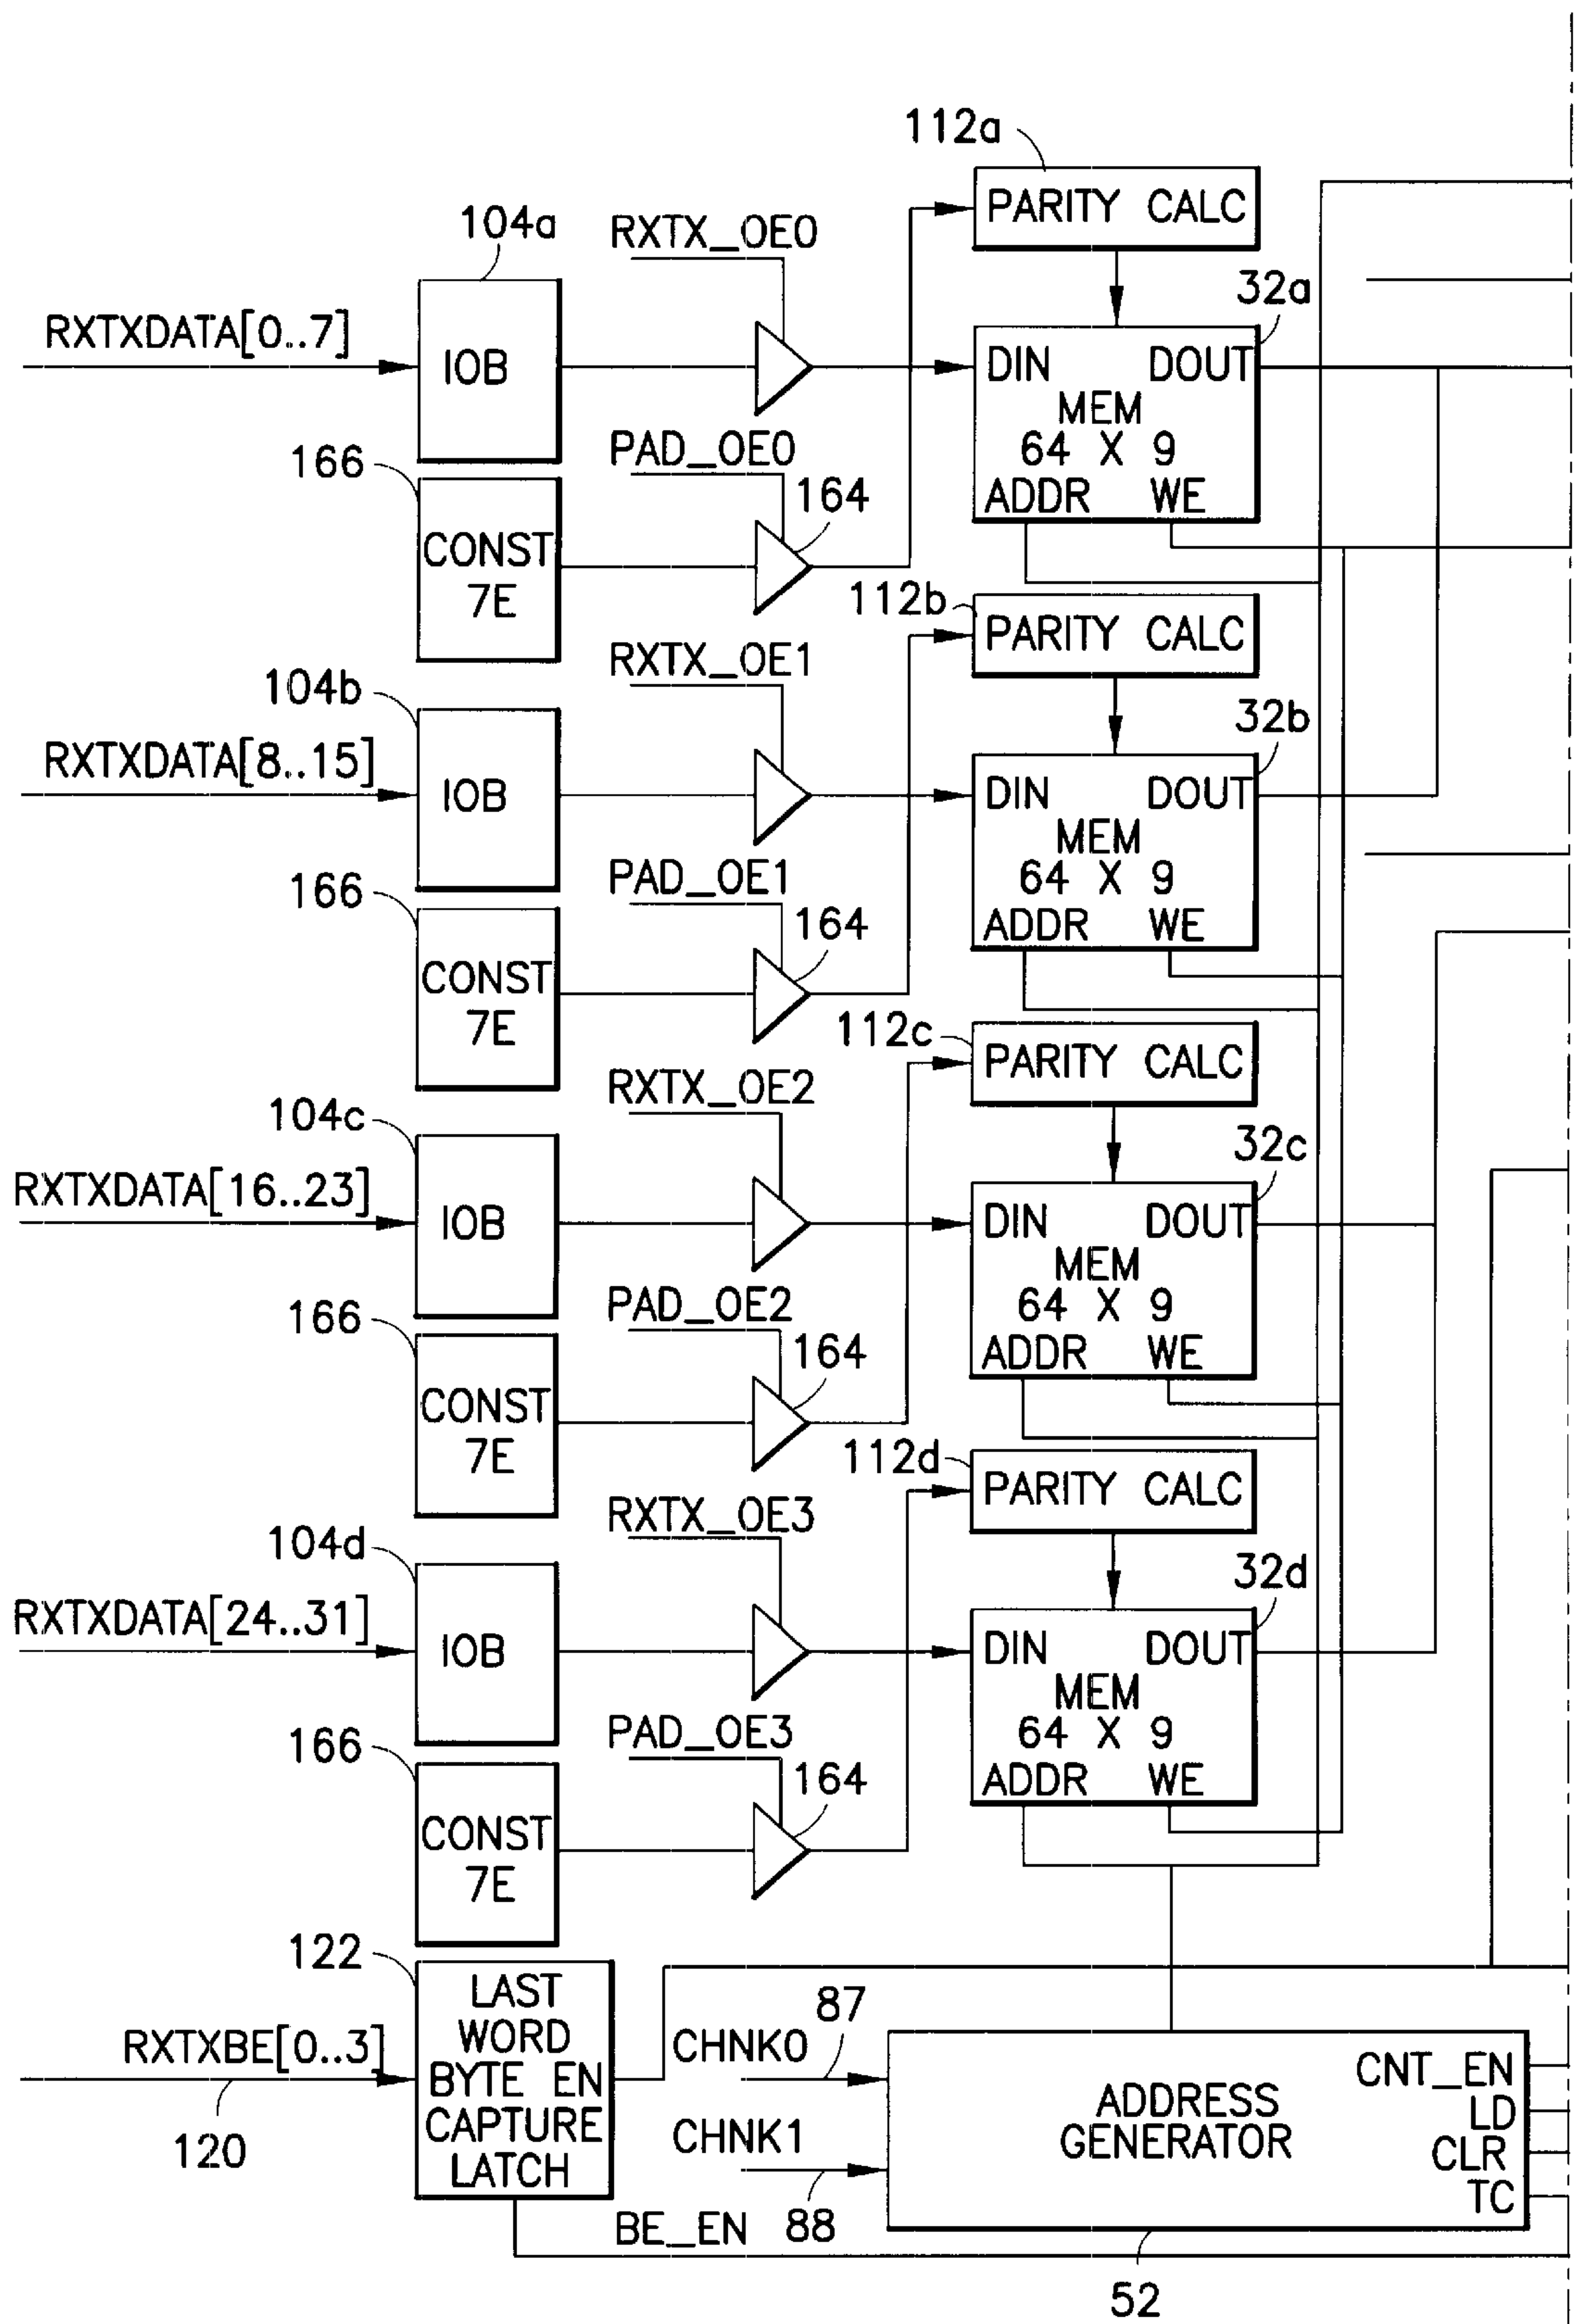 112a
PARITY CALC
104a
RXTX_OE0
32a
RXTXDATA[0..7]
IOB
DIN DOUT
MEM
64 X 9
ADDR WE
PAD_OE0
166
164
CONST
7E
112b
PARITY CALC
RXTX_OE1
104b
32b
RXTXDATA[8..15]
IOB
DIN DOUT
MEM
64 X 9
ADDR WE
PAD_OE1
166
164
CONST
7E
112c
PARITY CALC
RXTX_OE2
104c
32c
RXTXDATA[16..23]
IOB
DIN DOUT
MEM
64 X 9
ADDR WE
PAD_OE2
166
164
CONST
7E
112d
PARITY CALC
RXTX_OE3
104d
32d
RXTXDATA[24..31]
IOB
DIN DOUT
MEM
64 X 9
ADDR WE
PAD_OE3
166
164
CONST
7E
122
LAST
WORD
BYTE EN
CAPTURE
LATCH
RXTXBE[0..3]
120
CHNK0
87
CHNK1
88
ADDRESS
GENERATOR
CNT_EN
LD
CLR
TC
BE_EN
52